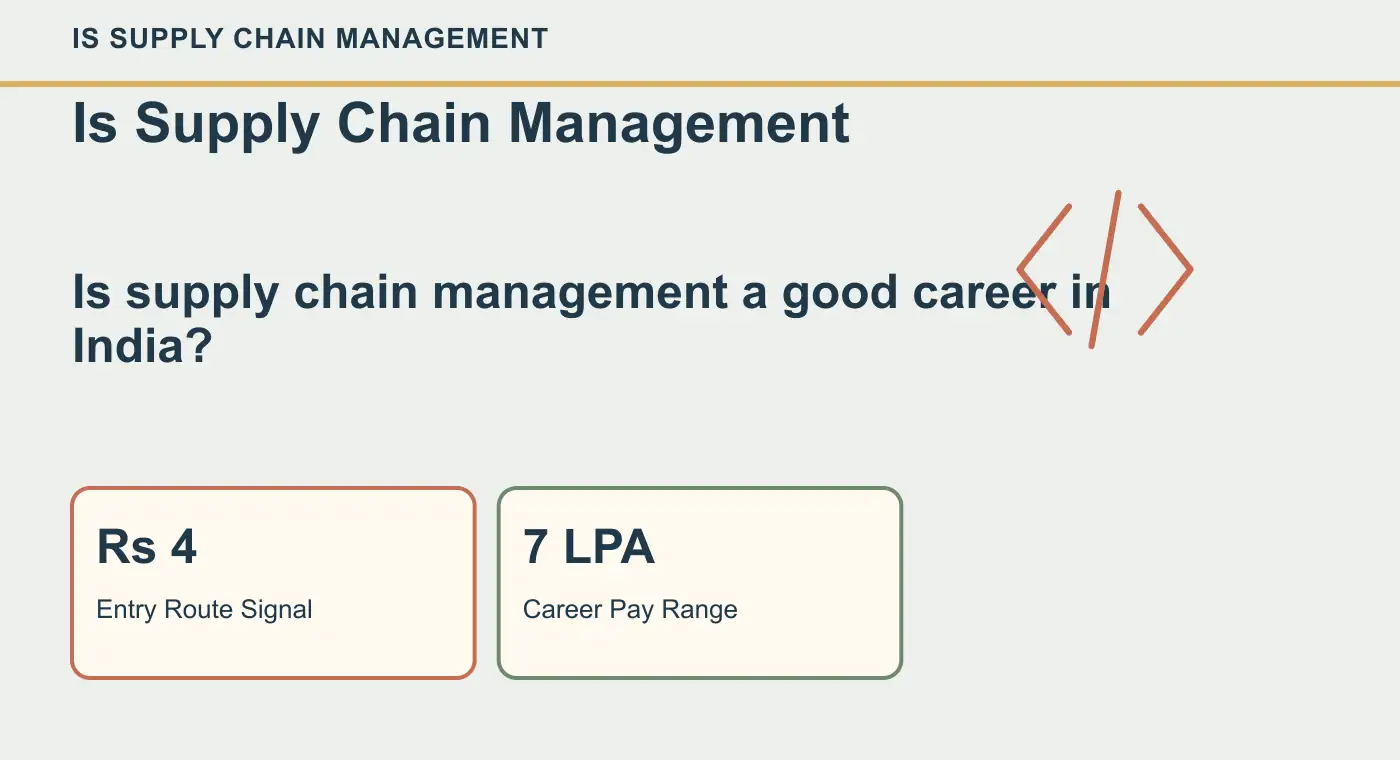 IS SUPPLY CHAIN MANAGEMENT
Is Supply Chain Management
Is supply chain management a good career in
India?
Rs 4
Entry Route Signal
7 LPA
Career Pay Range